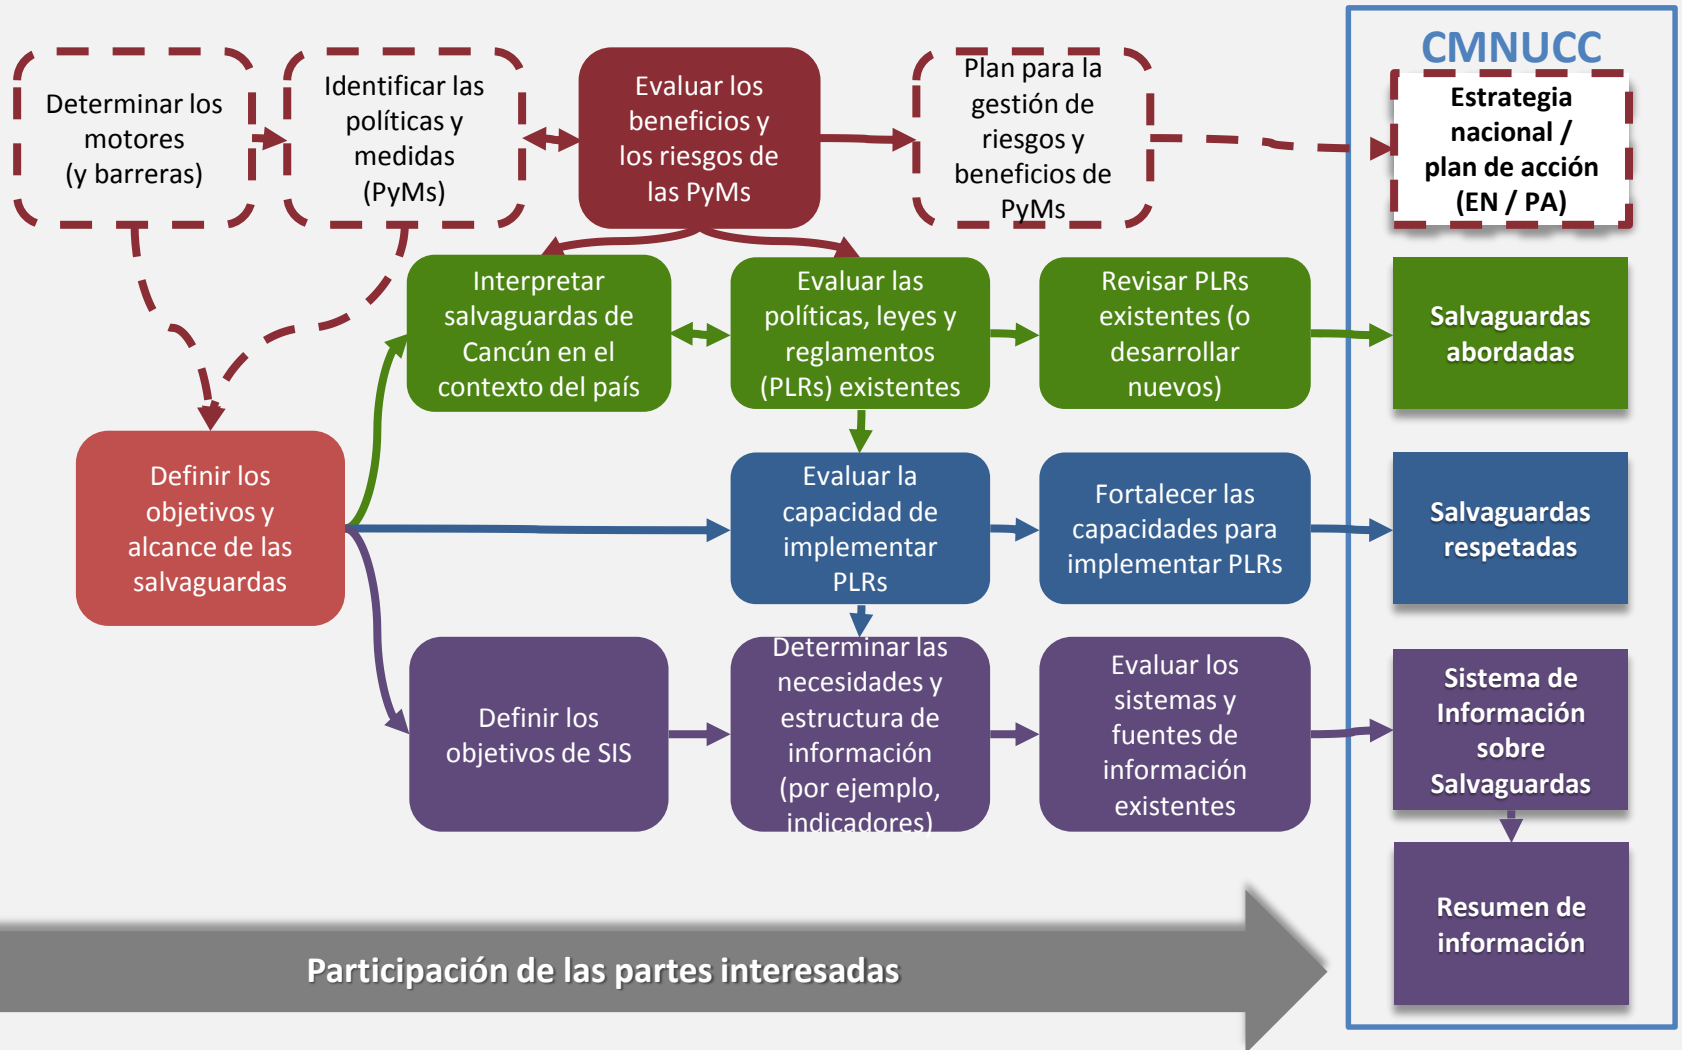 CMNUCC
Determinar los
motores
(y barreras)
Identificar las
políticas y
medidas
(PyMs)
Evaluar los
beneficios y
los riesgos de
las PyMs
Plan para la
gestión de
riesgos y
beneficios de
PyMs
Estrategia
nacional /
plan de acción
(EN / PA)
Interpretar
salvaguardas de
Cancún en el
contexto del país
Evaluar las
políticas, leyes y
reglamentos
(PLRs) existentes
Revisar PLRs
existentes (o
desarrollar
nuevos)
Salvaguardas
abordadas
Definir los
objetivos y
alcance de las
salvaguardas
Evaluar la
capacidad de
implementar
PLRs
Fortalecer las
capacidades para
implementar PLRs
Salvaguardas
respetadas
Definir los
objetivos de SIS
Determinar las
necesidades y
estructura de
información
(por ejemplo,
indicadores)
Evaluar los
sistemas y
fuentes de
información
existentes
Sistema de
Información
sobre
Salvaguardas
Resumen de
información
Participación de las partes interesadas